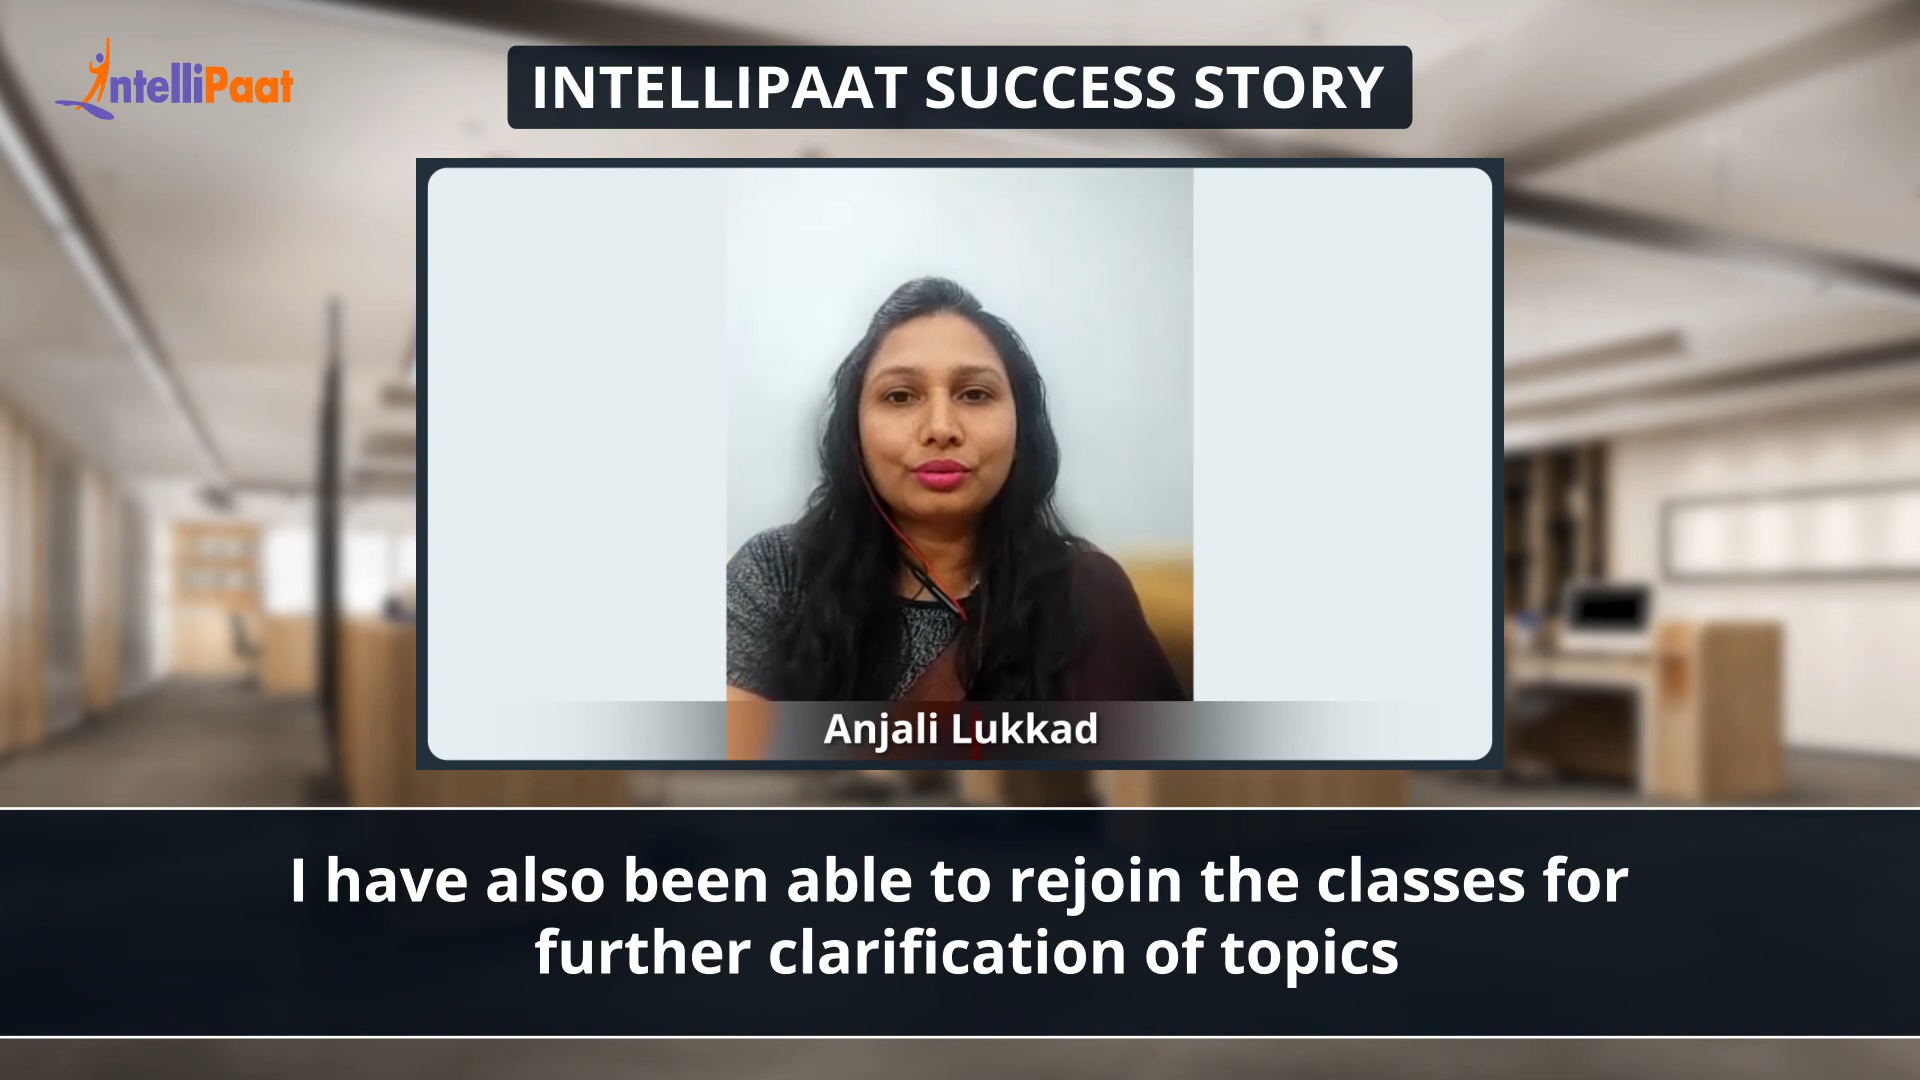 IntelliPaat
INTELLIPAAT SUCCESS STORY
Anjali Lukkad
I have also been able to rejoin the classes for
further clarification of topics